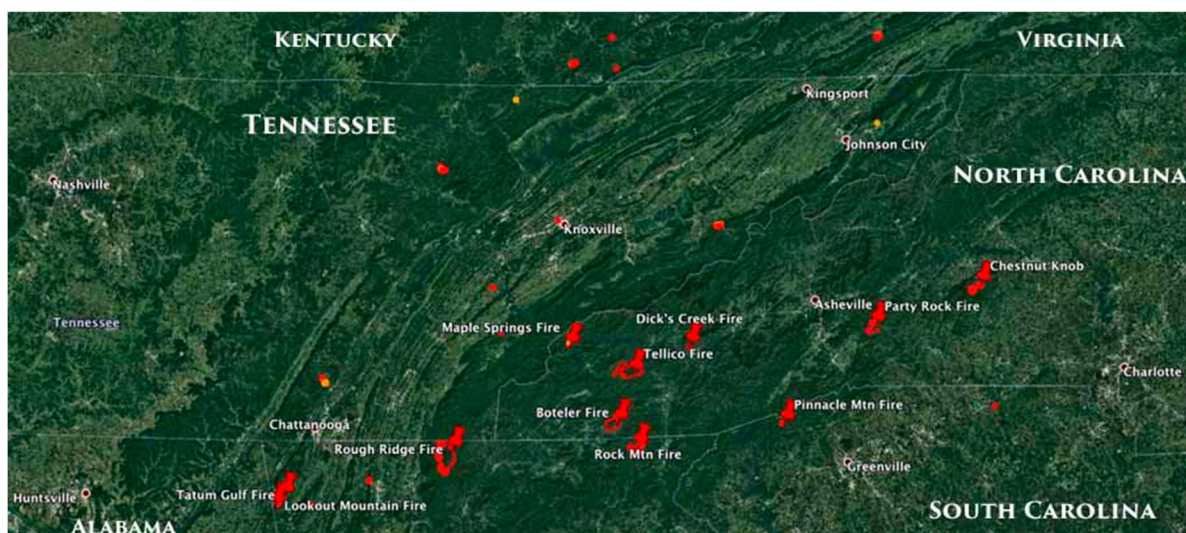 KENTUCKY
VIRGINIA
Kingsport
TENNESSEE
Johnson City
NORTH CAROLINA
Nashville
Knoxville
Chestnut Knob
Asheville
Party Rock Fire
Tennessee
Maple Springs Fire
Dick's Creek Fire
Tellico Fire
Charlotte
Boteler Fire
Pinnacle Mtn Fire
Chattanooga
Rough Ridge Fire
Rock Mtn Fire
Greenville
Huntsville
Tatum Gulf Fire
Lookout Mountain Fire
SOUTH CAROLINA
ALABAMA